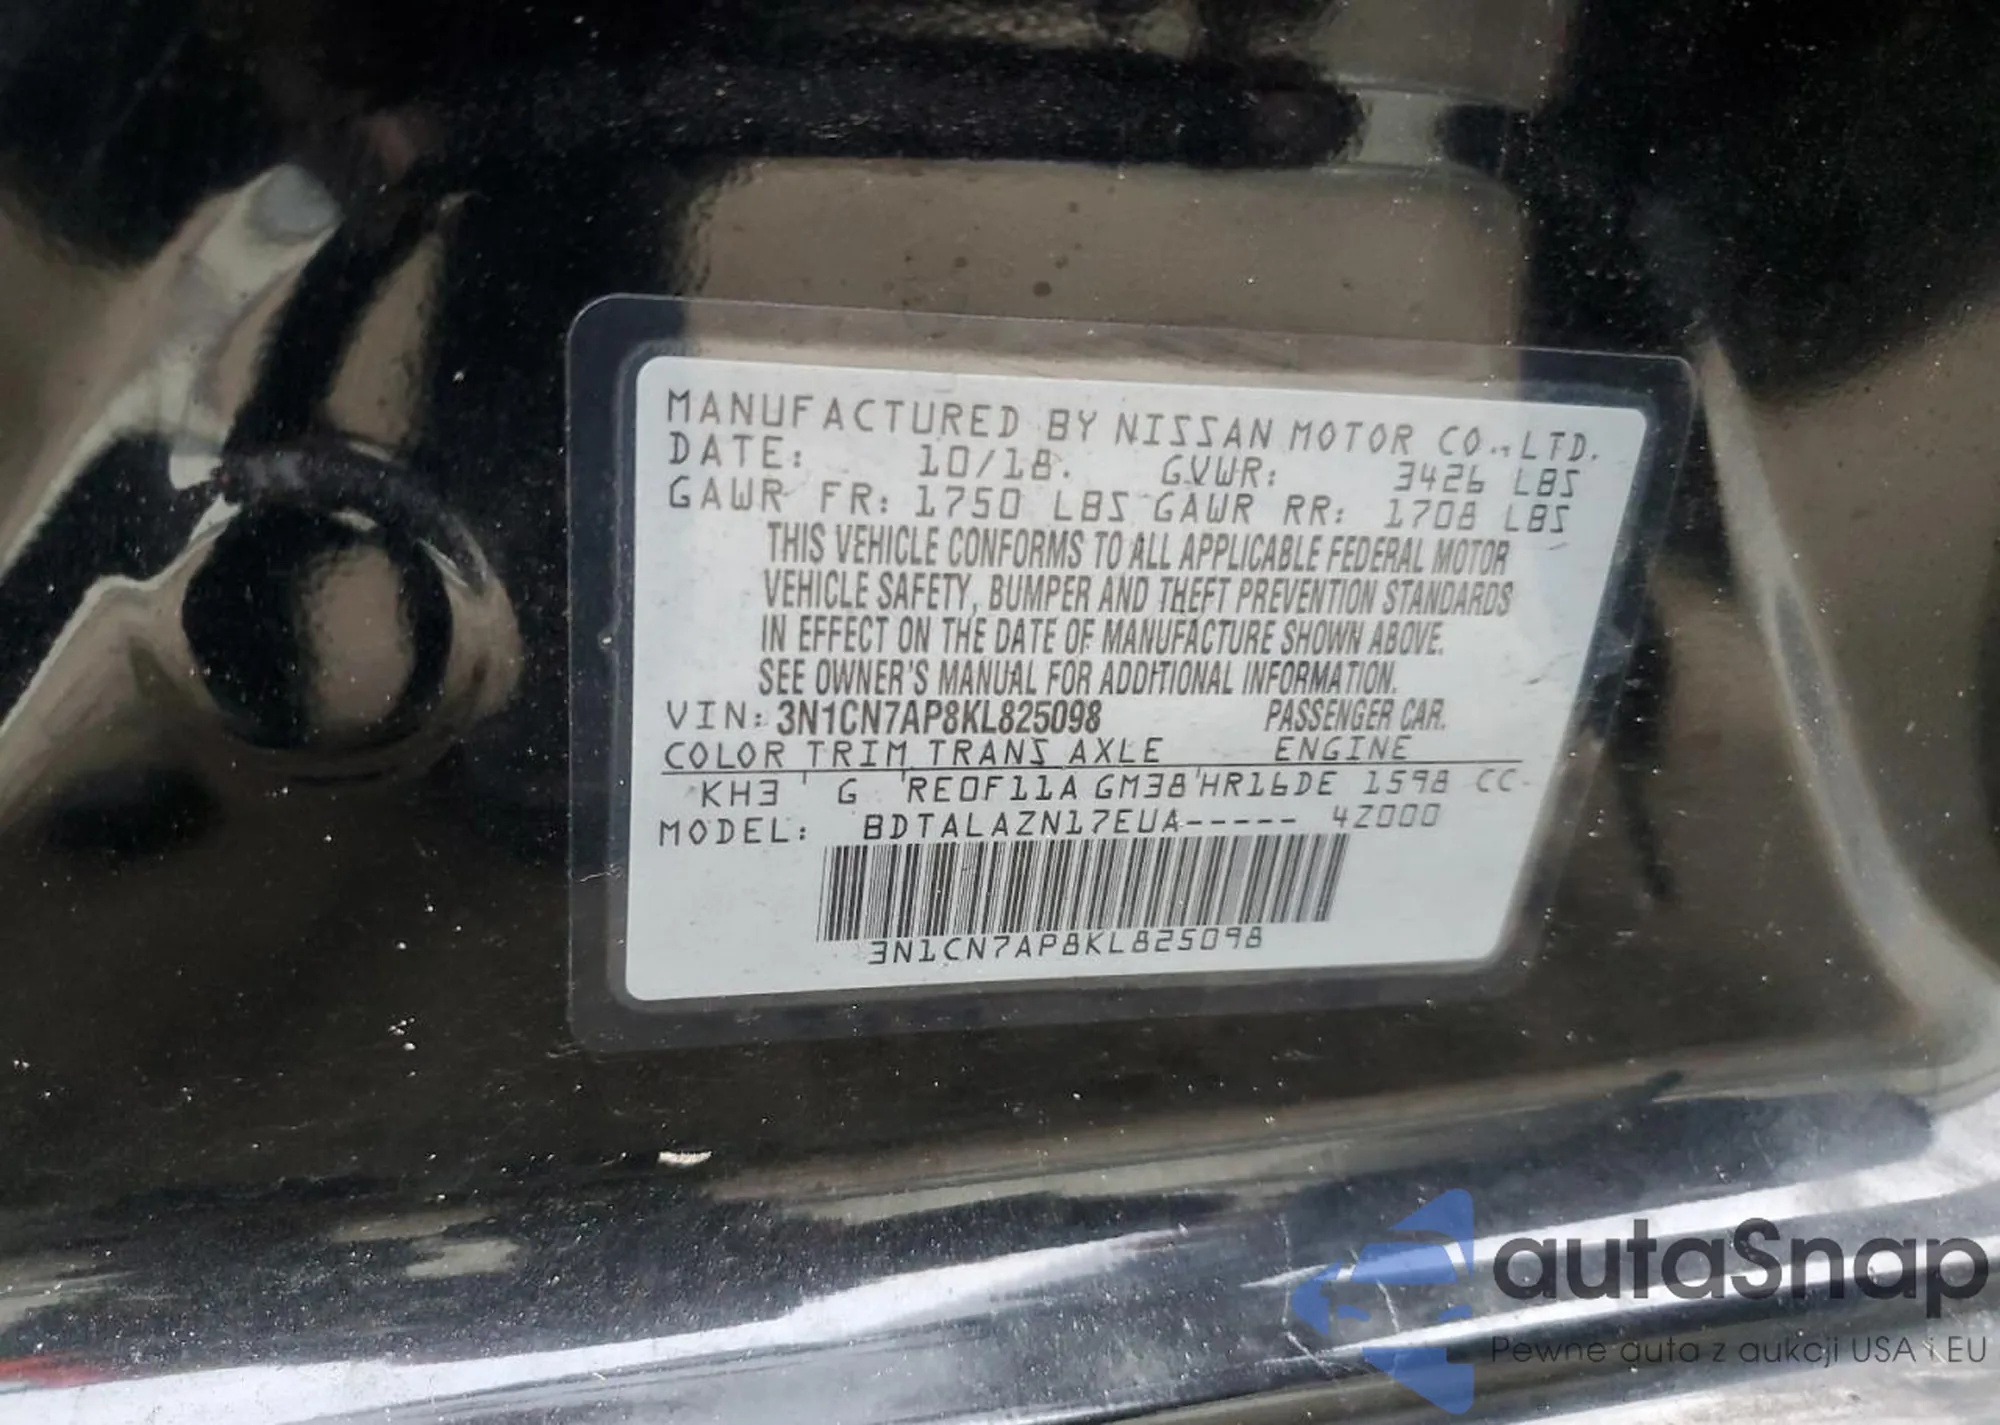 MANUFACTURED BY NISSAN MOTOR CO., LTD.
DATE: 10/18. GVWR: 3426 LBS
GAWR FR: 1750 LBS GAWR RR: 1708 LBS
THIS VEHICLE CONFORMS TO ALL APPLICABLE FEDERAL MOTOR
VEHICLE SAFETY, BUMPER AND THEFT PREVENTION STANDARDS
IN EFFECT ON THE DATE OF MANUFACTURE SHOWN ABOVE.
SEE OWNER'S MANUAL FOR ADDITIONAL INFORMATION.
VIN: 3N1CN7AP8KL825098 PASSENGER CAR.
COLOR TRIM TRANS AXLE ENGINE
KH3 G RE0F11A GM38 HR16DE 1598 CC
MODEL: BDTALAZN17EUA----- 4Z000
3N1CN7AP8KL825098
autaSnap
Pewne auta z aukcji USA i EU